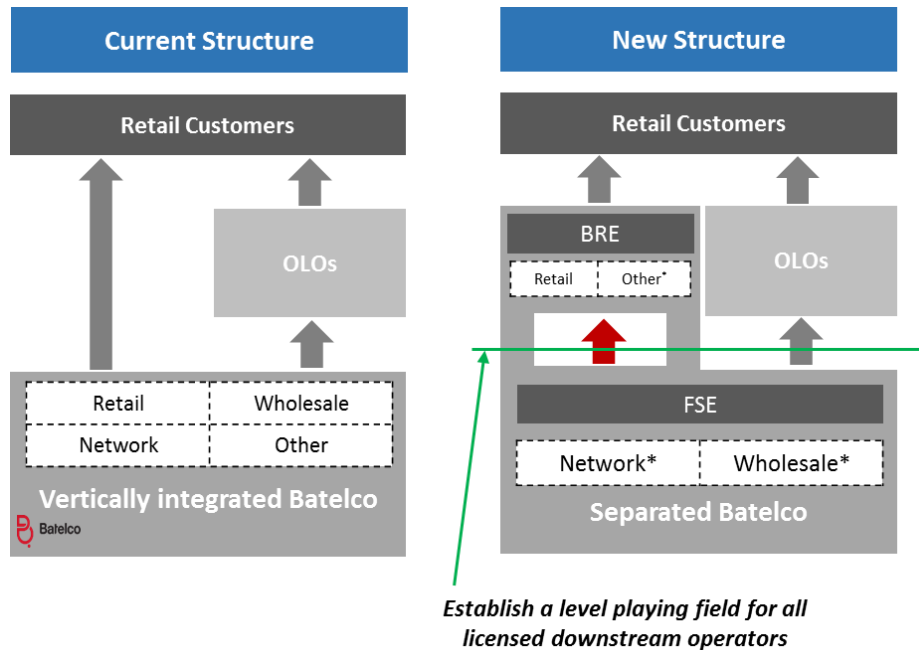 Current Structure
Retail Customers
OLOs
Retail
Wholesale
Network
Other
Vertically integrated Batelco
Batelco
New Structure
Retail Customers
BRE
Retail
Other*
OLOs
FSE
Network*
Wholesale*
Separated Batelco
Establish a level playing field for all
licensed downstream operators